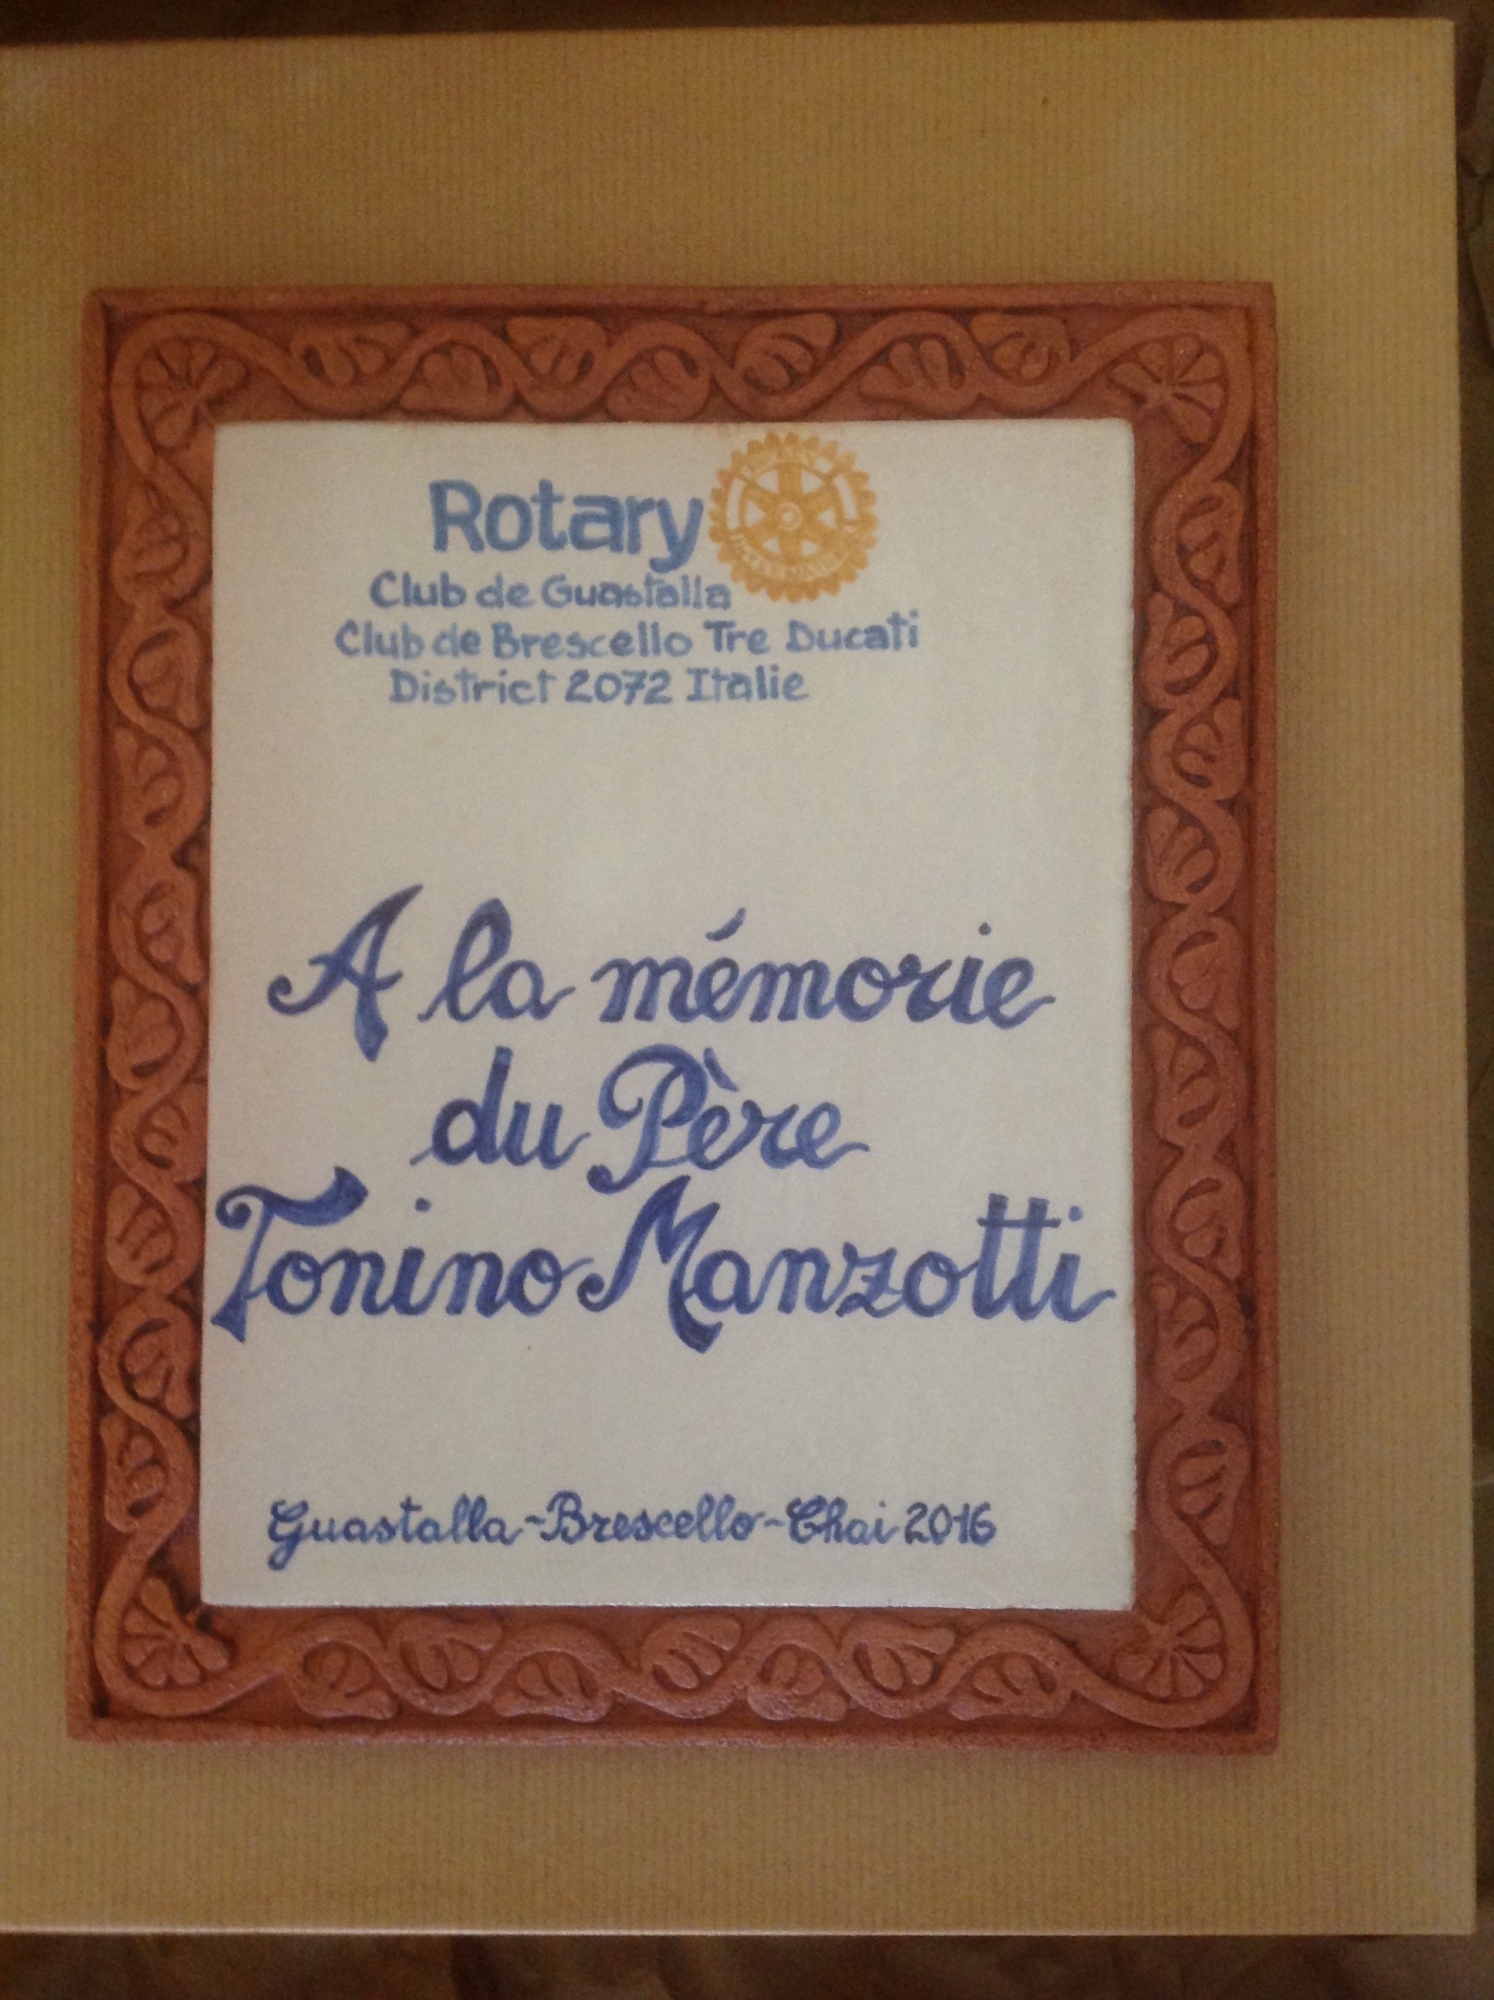 Rotary
Club de Guastalla
Club de Brescello Tre Ducati
District 2072 Italie
A la mémorie
du Père
Tonino Manzotti
Guastalla-Brescello-Chai 2016